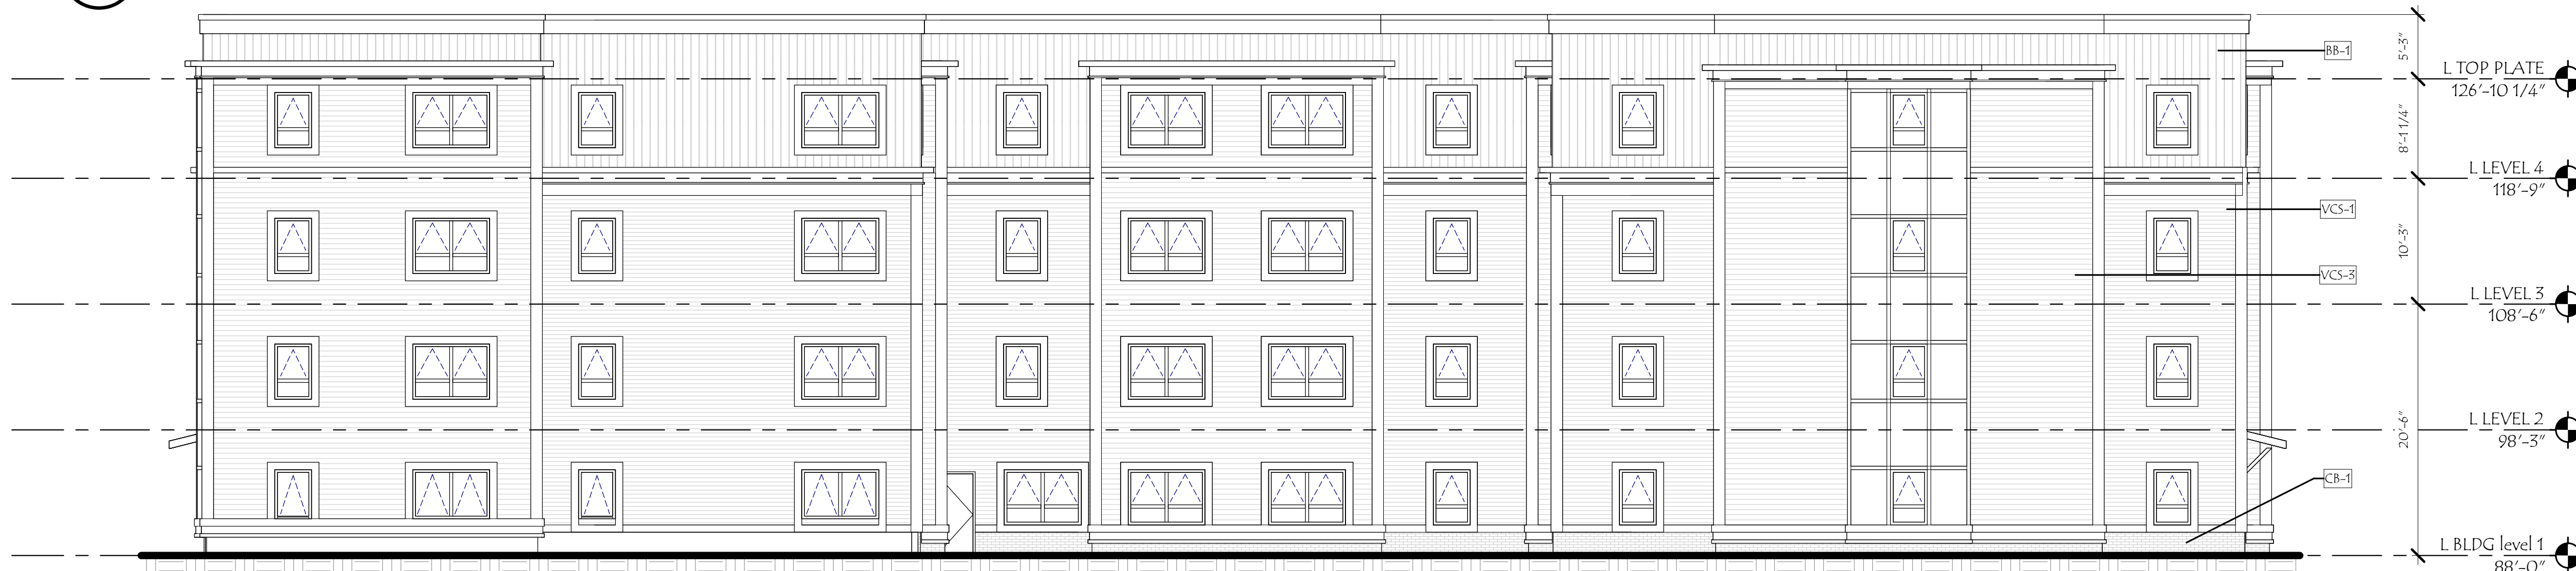 5'-3"
BB-1
L TOP PLATE
126'-10 1/4"
8'-1 1/4"
L LEVEL 4
118'-9"
VCS-1
10'-3"
VCS-3
L LEVEL 3
108'-6"
20'-6"
L LEVEL 2
98'-3"
CB-1
L BLDG level 1
88'-0"